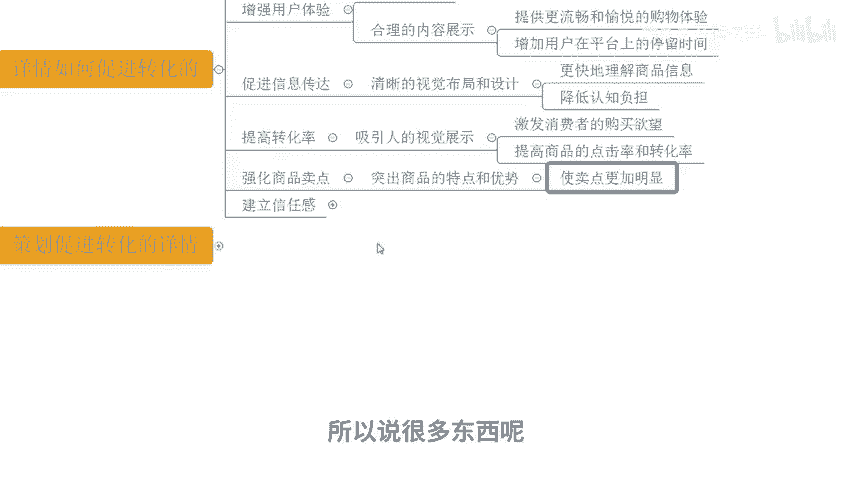 增强用户体验
合理的内容展示
提供更流畅和愉悦的购物体验
增加用户在平台上的停留时间
bilibili
详情如何促进转化的
促进信息传达
清晰的视觉布局和设计
更快地理解商品信息
降低认知负担
提高转化率
吸引人的视觉展示
激发消费者的购买欲望
提高商品的点击率和转化率
强化商品卖点
突出商品的特点和优势
使卖点更加明显
建立信任感
策划促进转化的详情
所以说很多东西呢